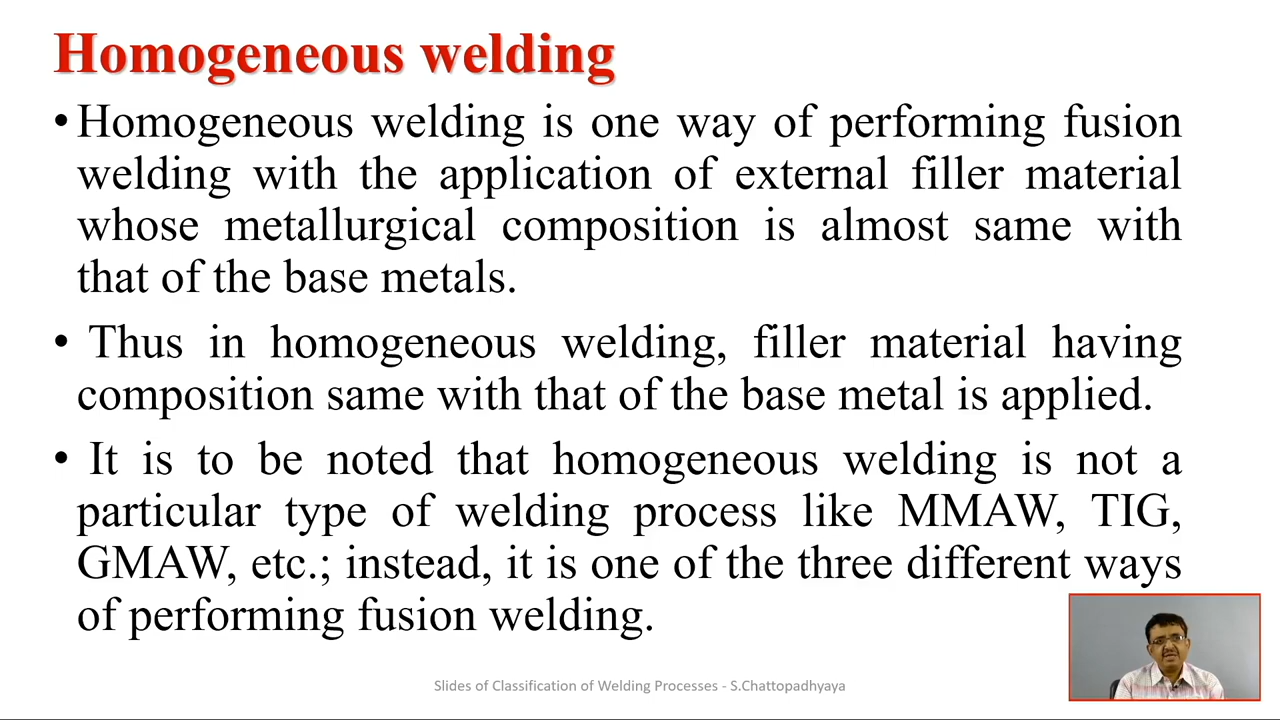 Homogeneous welding
• Homogeneous welding is one way of performing fusion
welding with the application of external filler material
whose metallurgical composition is almost same with
that of the base metals.
• Thus in homogeneous welding, filler material having
composition same with that of the base metal is applied.
• It is to be noted that homogeneous welding is not a
particular type of welding process like MMAW, TIG,
GMAW, etc.; instead, it is one of the three different ways
of performing fusion welding.
Slides of Classification of Welding Processes - S.Chattopadhyaya